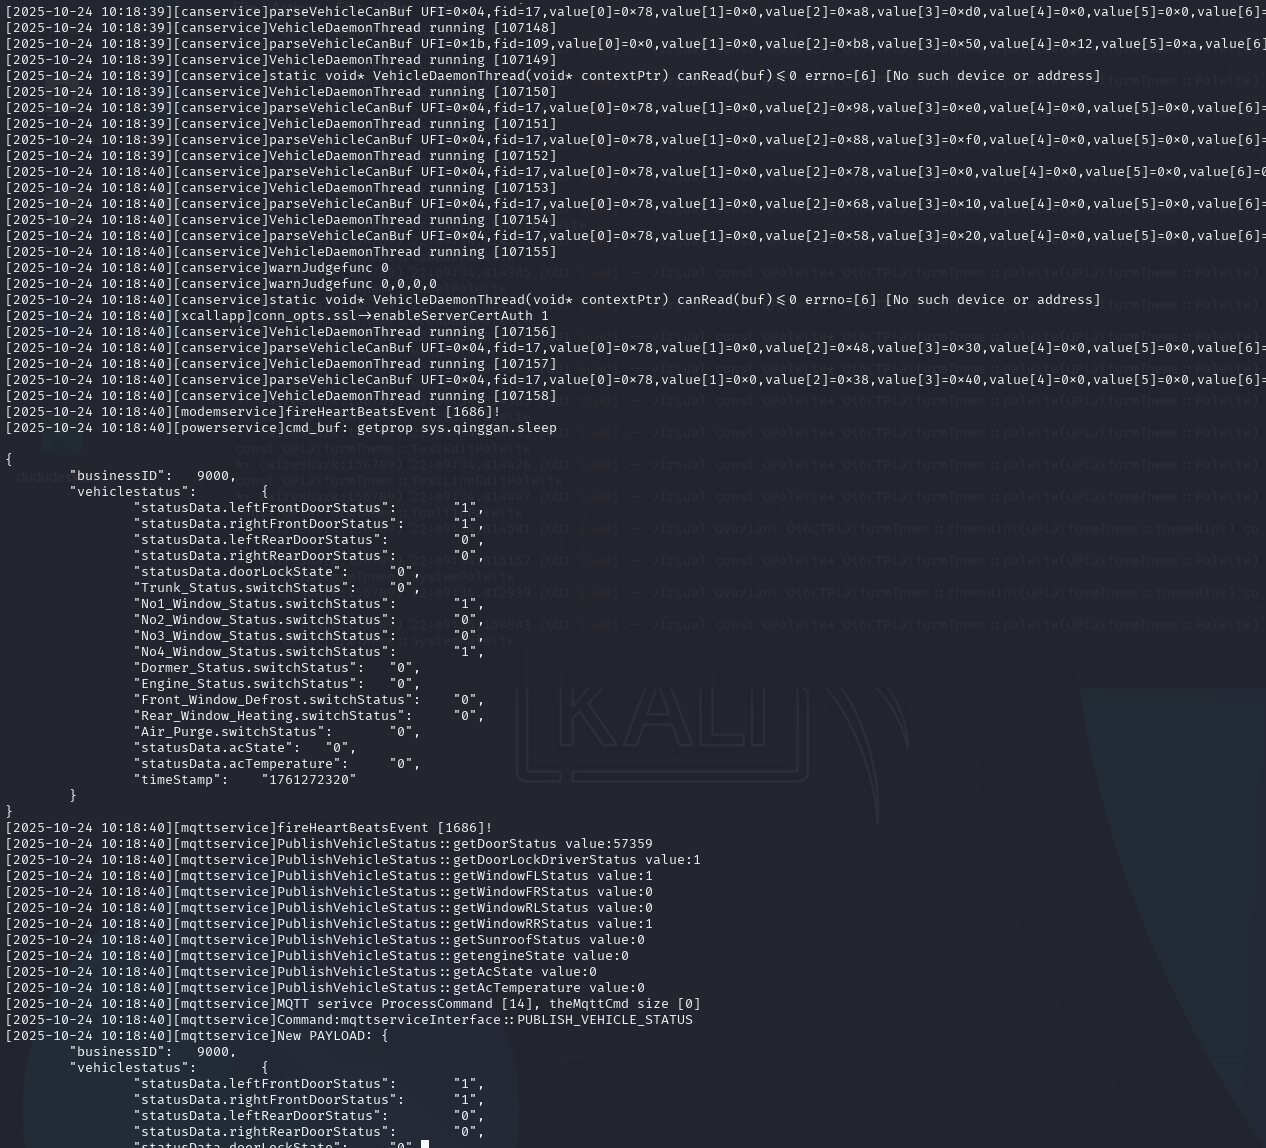 [2025-10-24 10:18:39][canservice]parseVehicleCanBuf UFI=0×04,fid=17,value[0]=0×78,value[1]=0×0,value[2]=0×a8,value[3]=0×d0,value[4]=0×0,value[5]=0×0,value[6]=
[2025-10-24 10:18:39][canservice]VehicleDaemonThread running [107148]
[2025-10-24 10:18:39][canservice]parseVehicleCanBuf UFI=0×1b,fid=109,value[0]=0×0,value[1]=0×0,value[2]=0×b8,value[3]=0×50,value[4]=0×12,value[5]=0×a,value[6]
[2025-10-24 10:18:39][canservice]VehicleDaemonThread running [107149]
[2025-10-24 10:18:39][canservice]static void* VehicleDaemonThread(void* contextPtr) canRead(buf)≤0 errno=[6] [No such device or address]
[2025-10-24 10:18:39][canservice]VehicleDaemonThread running [107150]
[2025-10-24 10:18:39][canservice]parseVehicleCanBuf UFI=0×04,fid=17,value[0]=0×78,value[1]=0×0,value[2]=0×98,value[3]=0×e0,value[4]=0×0,value[5]=0×0,value[6]=
[2025-10-24 10:18:39][canservice]VehicleDaemonThread running [107151]
[2025-10-24 10:18:39][canservice]parseVehicleCanBuf UFI=0×04,fid=17,value[0]=0×78,value[1]=0×0,value[2]=0×88,value[3]=0×f0,value[4]=0×0,value[5]=0×0,value[6]=
[2025-10-24 10:18:39][canservice]VehicleDaemonThread running [107152]
[2025-10-24 10:18:40][canservice]parseVehicleCanBuf UFI=0×04,fid=17,value[0]=0×78,value[1]=0×0,value[2]=0×78,value[3]=0×0,value[4]=0×0,value[5]=0×0,value[6]=0
[2025-10-24 10:18:40][canservice]VehicleDaemonThread running [107153]
[2025-10-24 10:18:40][canservice]parseVehicleCanBuf UFI=0×04,fid=17,value[0]=0×78,value[1]=0×0,value[2]=0×68,value[3]=0×10,value[4]=0×0,value[5]=0×0,value[6]=
[2025-10-24 10:18:40][canservice]VehicleDaemonThread running [107154]
[2025-10-24 10:18:40][canservice]parseVehicleCanBuf UFI=0×04,fid=17,value[0]=0×78,value[1]=0×0,value[2]=0×58,value[3]=0×20,value[4]=0×0,value[5]=0×0,value[6]=
[2025-10-24 10:18:40][canservice]VehicleDaemonThread running [107155]
[2025-10-24 10:18:40][canservice]warnJudgefunc 0
[2025-10-24 10:18:40][canservice]warnJudgefunc 0,0,0,0
[2025-10-24 10:18:40][canservice]static void* VehicleDaemonThread(void* contextPtr) canRead(buf)≤0 errno=[6] [No such device or address]
[2025-10-24 10:18:40][xcallapp]conn_opts.ssl→enableServerCertAuth 1
[2025-10-24 10:18:40][canservice]VehicleDaemonThread running [107156]
[2025-10-24 10:18:40][canservice]parseVehicleCanBuf UFI=0×04,fid=17,value[0]=0×78,value[1]=0×0,value[2]=0×48,value[3]=0×30,value[4]=0×0,value[5]=0×0,value[6]=
[2025-10-24 10:18:40][canservice]VehicleDaemonThread running [107157]
[2025-10-24 10:18:40][canservice]parseVehicleCanBuf UFI=0×04,fid=17,value[0]=0×78,value[1]=0×0,value[2]=0×38,value[3]=0×40,value[4]=0×0,value[5]=0×0,value[6]=
[2025-10-24 10:18:40][canservice]VehicleDaemonThread running [107158]
[2025-10-24 10:18:40][modemservice]fireHeartBeatsEvent [1686]!
[2025-10-24 10:18:40][powerservice]cmd_buf: getprop sys.qinggan.sleep
{
"businessID": 9000,
"vehiclestatus": {
"statusData.leftFrontDoorStatus": "1",
"statusData.rightFrontDoorStatus": "1",
"statusData.leftRearDoorStatus": "0",
"statusData.rightRearDoorStatus": "0",
"statusData.doorLockState": "0",
"Trunk_Status.switchStatus": "0",
"No1_Window_Status.switchStatus": "1",
"No2_Window_Status.switchStatus": "0",
"No3_Window_Status.switchStatus": "0",
"No4_Window_Status.switchStatus": "1",
"Dormer_Status.switchStatus": "0",
"Engine_Status.switchStatus": "0",
"Front_Window_Defrost.switchStatus": "0",
"Rear_Window_Heating.switchStatus": "0",
"Air_Purge.switchStatus": "0",
"statusData.acState": "0",
"statusData.acTemperature": "0",
"timeStamp": "1761272320"
}
}
KALI
[2025-10-24 10:18:40][mqttservice]fireHeartBeatsEvent [1686]!
[2025-10-24 10:18:40][mqttservice]PublishVehicleStatus::getDoorStatus value:57359
[2025-10-24 10:18:40][mqttservice]PublishVehicleStatus::getDoorLockDriverStatus value:1
[2025-10-24 10:18:40][mqttservice]PublishVehicleStatus::getWindowFLStatus value:1
[2025-10-24 10:18:40][mqttservice]PublishVehicleStatus::getWindowFRStatus value:0
[2025-10-24 10:18:40][mqttservice]PublishVehicleStatus::getWindowRLStatus value:0
[2025-10-24 10:18:40][mqttservice]PublishVehicleStatus::getWindowRRStatus value:1
[2025-10-24 10:18:40][mqttservice]PublishVehicleStatus::getSunroofStatus value:0
[2025-10-24 10:18:40][mqttservice]PublishVehicleStatus::getengineState value:0
[2025-10-24 10:18:40][mqttservice]PublishVehicleStatus::getAcState value:0
[2025-10-24 10:18:40][mqttservice]PublishVehicleStatus::getAcTemperature value:0
[2025-10-24 10:18:40][mqttservice]MQTT serivce ProcessCommand [14], theMqttCmd size [0]
[2025-10-24 10:18:40][mqttservice]Command:mqttserviceInterface::PUBLISH_VEHICLE_STATUS
[2025-10-24 10:18:40][mqttservice]New PAYLOAD: {
"businessID": 9000,
"vehiclestatus": {
"statusData.leftFrontDoorStatus": "1",
"statusData.rightFrontDoorStatus": "1",
"statusData.leftRearDoorStatus": "0",
"statusData.rightRearDoorStatus": "0",
"statusData.doorLockState": "0"